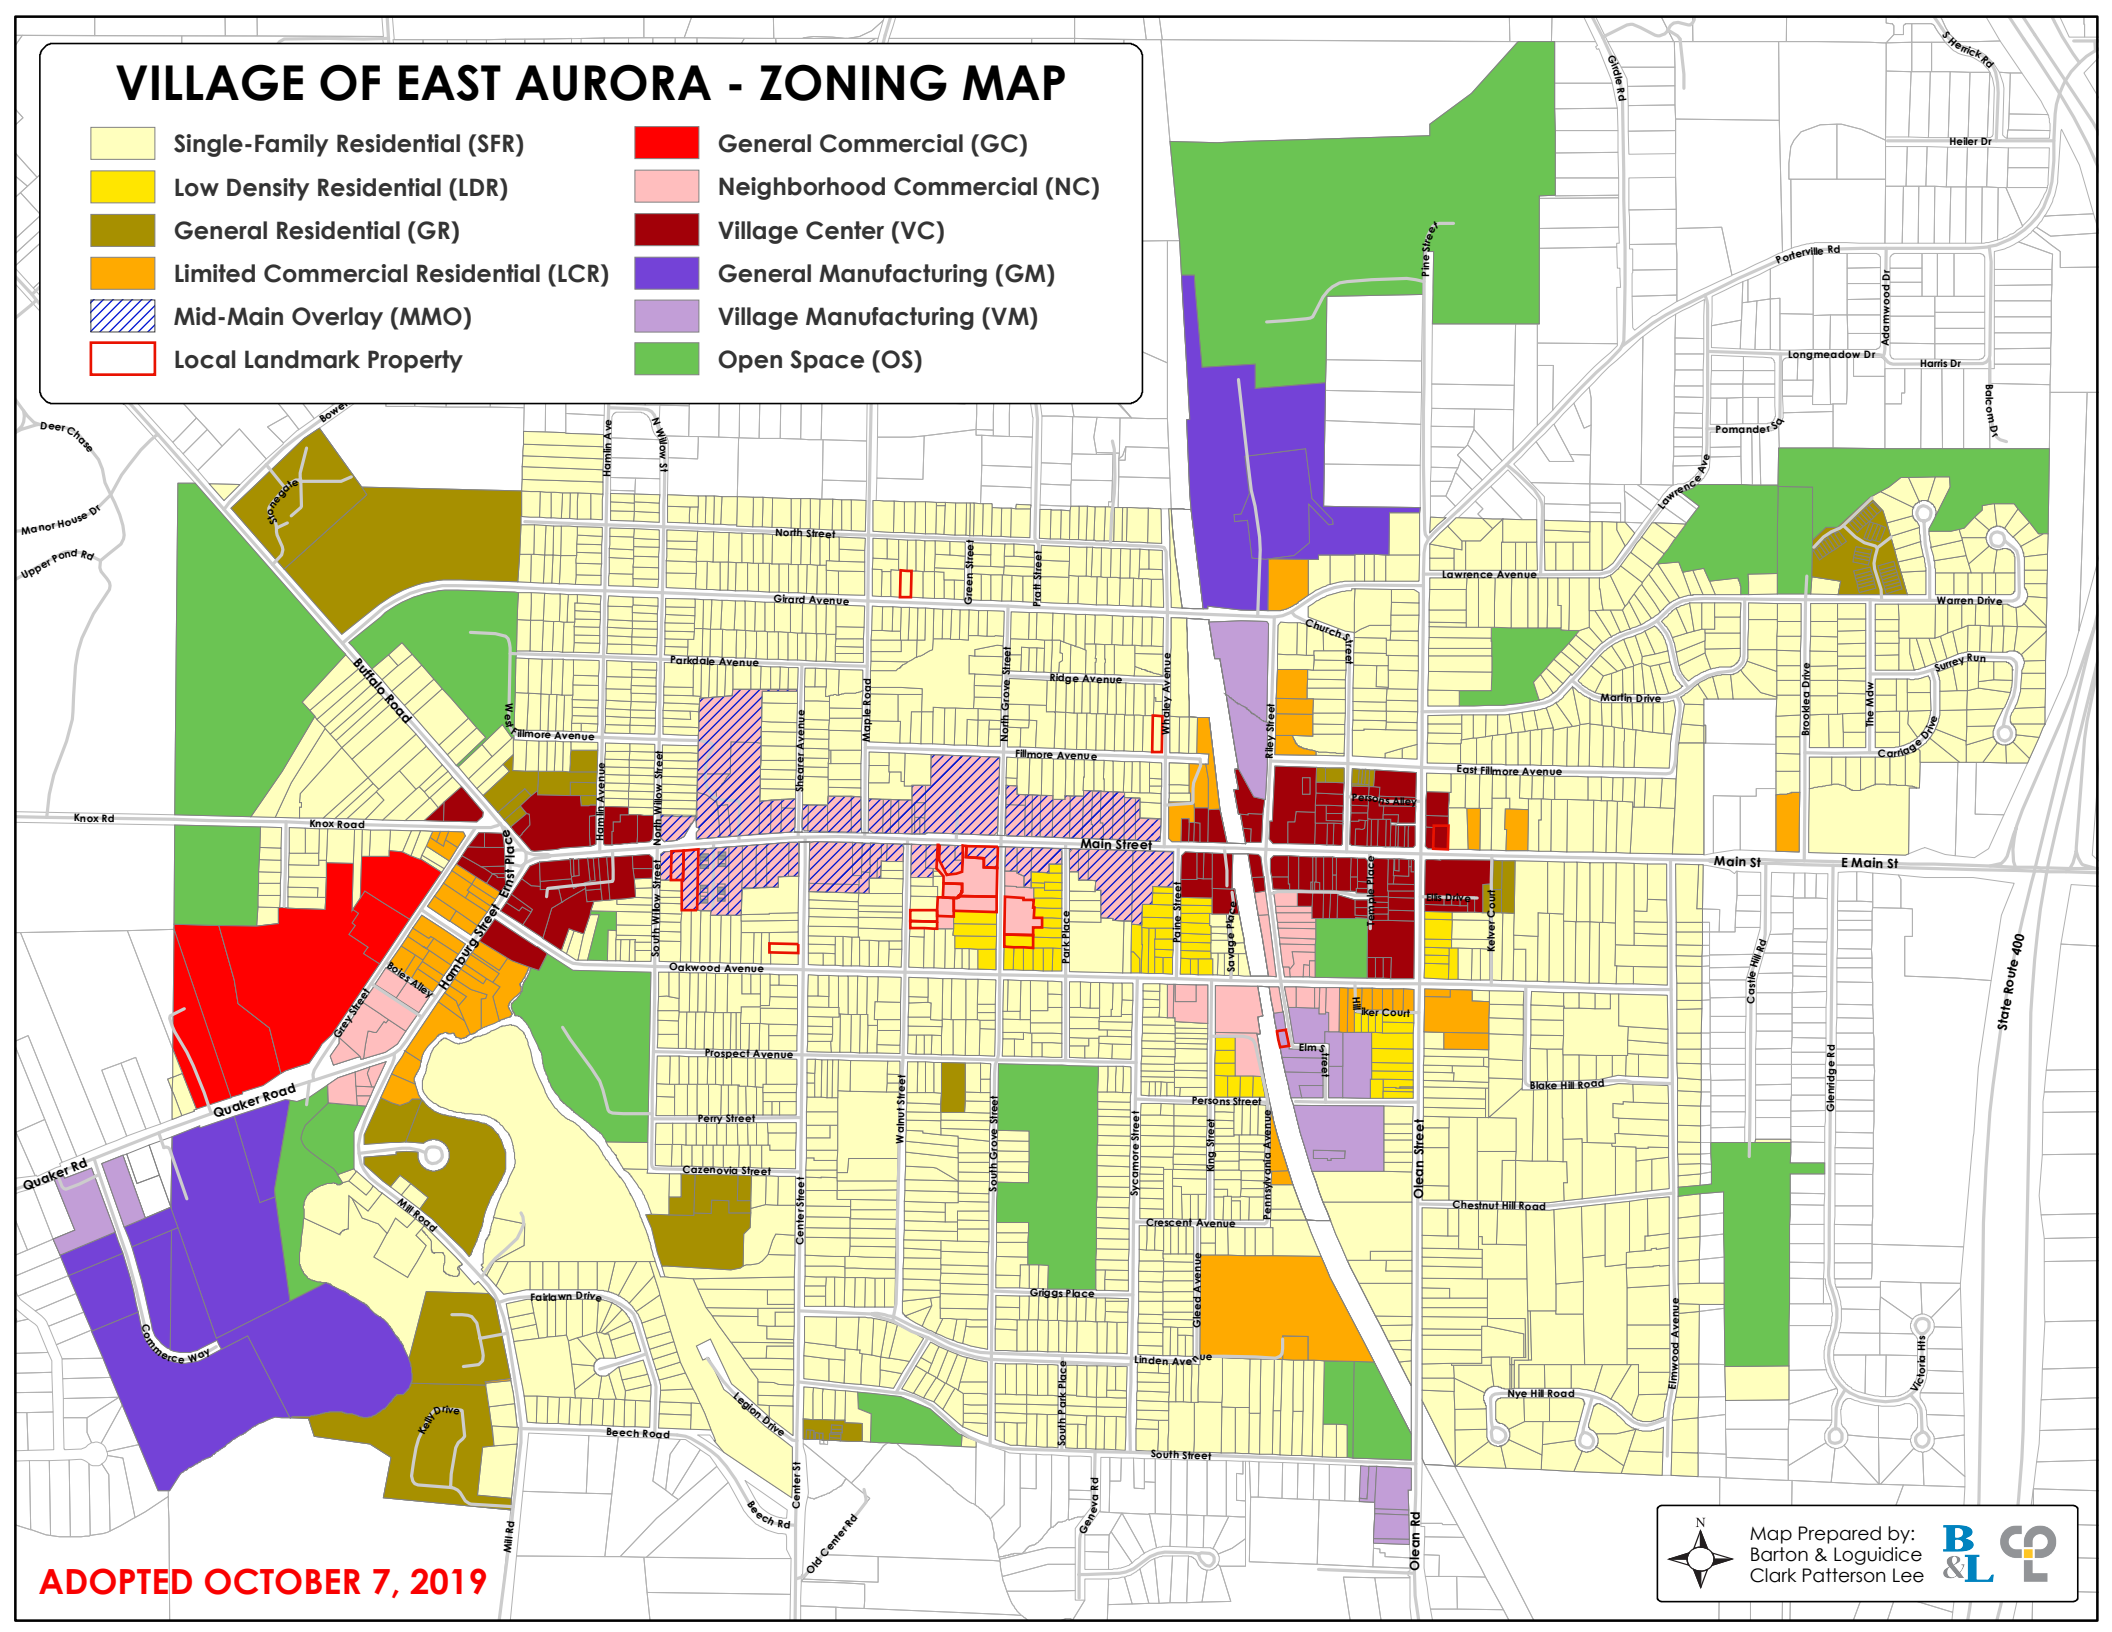 VILLAGE OF EAST AURORA - ZONING MAP
Single-Family Residential (SFR)
Low Density Residential (LDR)
General Residential (GR)
Limited Commercial Residential (LCR)
Mid-Main Overlay (MMO)
Local Landmark Property
General Commercial (GC)
Neighborhood Commercial (NC)
Village Center (VC)
General Manufacturing (GM)
Village Manufacturing (VM)
Open Space (OS)
S Herrick Rd
Girdle Rd
Heiler Dr
Porterville Rd
Pine Street
Adamwood Dr
Longmeadow Dr
Harris Dr
Balcom Dr
Pomander Sq
Lawrence Ave
Deer Chase
Manor House Dr
Upper Pond Rd
Stonegate
Hamlin Ave
N Willow St
North Street
Girard Avenue
Green Street
Pratt Street
Lawrence Avenue
Warren Drive
Church Street
Parkdale Avenue
Ridge Avenue
Whaley Avenue
North Grove Street
Maple Road
Shearer Avenue
Buffalo Road
West
Fillmore Avenue
Fillmore Avenue
Riley Street
East Fillmore Avenue
Martin Drive
Brooklea Drive
The Mdw
Surrey Run
Carriage Drive
Persons Alley
Knox Rd
Knox Road
Hamlin Avenue
North Willow Street
Main Street
Main St
E Main St
Ernst Place
South Willow Street
Temple Place
Ellis Drive
Kelver Court
Park Place
Paine Street
Savage Place
Oakwood Avenue
Hamburg Street
Boies Alley
Grey Street
Castle Hill Rd
State Route 400
Hill
iker Court
Elm Street
Prospect Avenue
Perry Street
Cazenovia Street
Center Street
Walnut Street
South Grove Street
Sycamore Street
King Street
Persons Street
Pennsylvania Avenue
Olean Street
Blake Hill Road
Glenridge Rd
Chestnut Hill Road
Quaker Road
Quaker Rd
Mill Road
Crescent Avenue
Gleed Avenue
Griggs Place
Linden Avenue
South Park Place
South Street
Fairlawn Drive
Commerce Way
Kelly Drive
Legion Drive
Beech Road
Beech Rd
Center St
Old Center Rd
Geneva Rd
Mill Rd
Olean Rd
Nye Hill Road
Elmwood Avenue
Victoria Hts
ADOPTED OCTOBER 7, 2019
N
Map Prepared by:
Barton & Loguidice
Clark Patterson Lee
B
&L
CPL